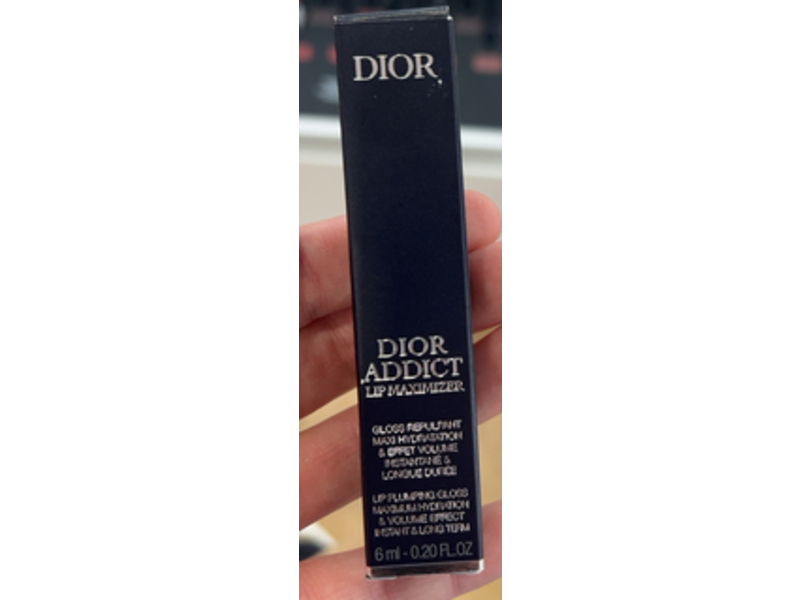 DIOR
DIOR
ADDICT
LIP MAXIMIZER
GLOSS REPULPANT
MAXI HYDRATATION
& EFFET VOLUME
INSTANTANÉ &
LONGUE DURÉE
LIP PLUMPING GLOSS
MAXIMUM HYDRATION
& VOLUME EFFECT
INSTANT & LONG TERM
6 ml - 0.20 FL.OZ